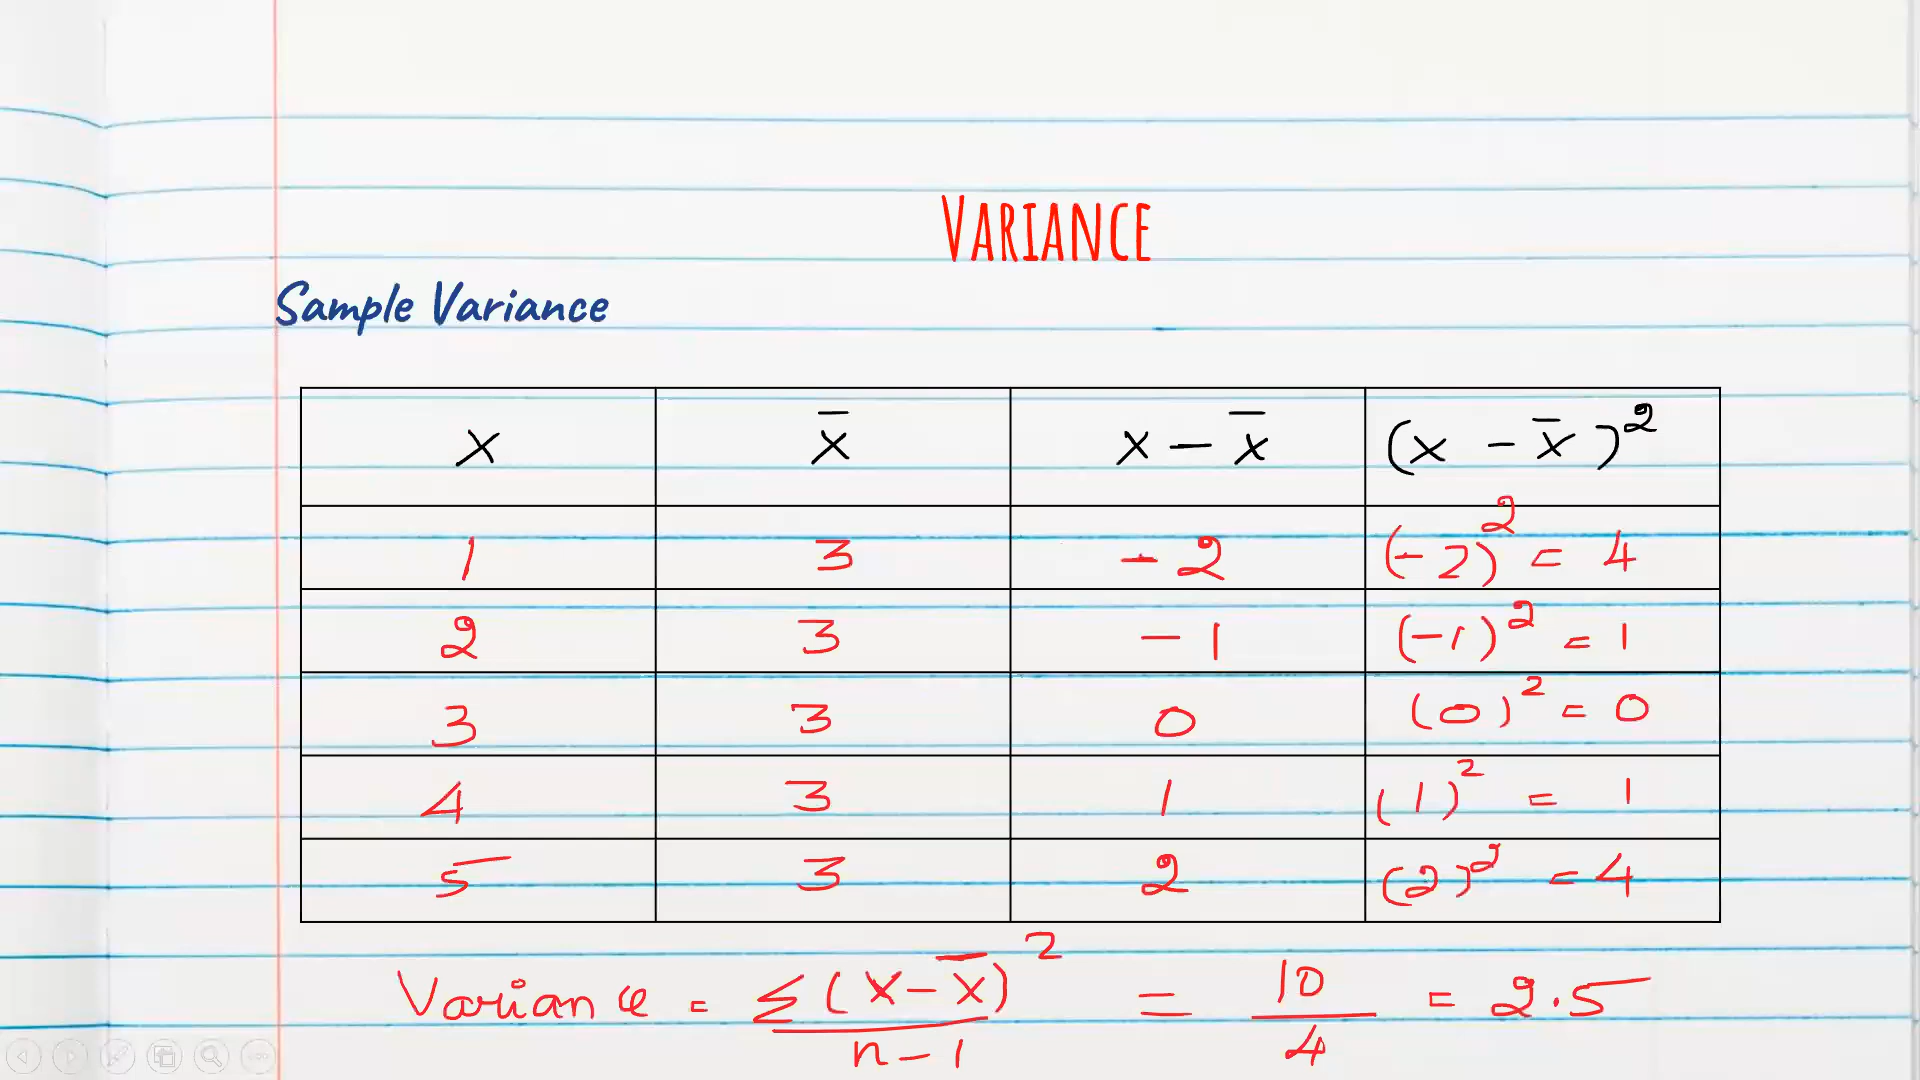 VARIANCE
Sample Variance
x x̄ x – x̄ (x – x̄)²
1 3 –2 (–2)² = 4
2 3 –1 (–1)² = 1
3 3 0 (0)² = 0
4 3 1 (1)² = 1
5 3 2 (2)² = 4
Variance = Σ(x–x̄)² / n–1 = 10/4 = 2.5